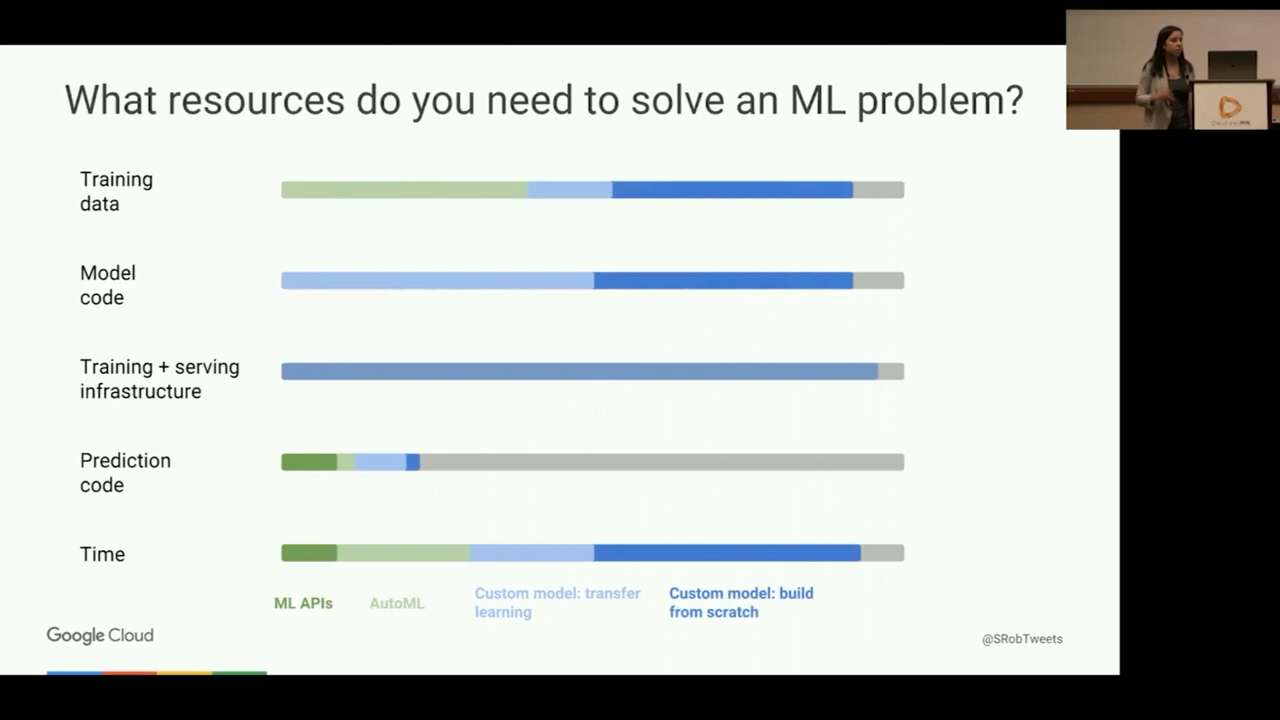 What resources do you need to solve an ML problem?
Training
data
Model
code
Training + serving
infrastructure
Prediction
code
Time
ML APIs
AutoML
Custom model: transfer
learning
Custom model: build
from scratch
Google Cloud
@SRobTweets
DevFestMN